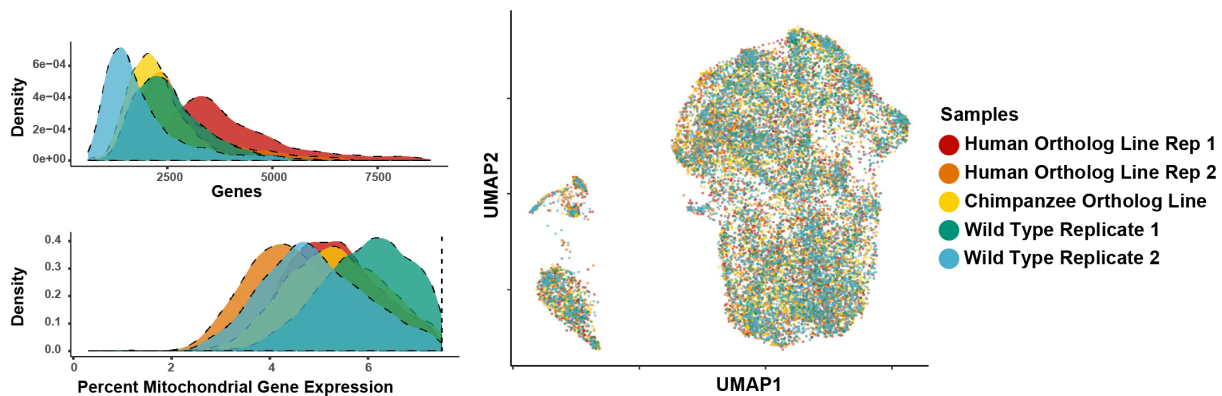 Density
6e−04
4e−04
2e−04
0e+00
2500
5000
7500
Genes
Density
0.4
0.3
0.2
0.1
0.0
0
2
4
6
Percent Mitochondrial Gene Expression
UMAP2
UMAP1
Samples
Human Ortholog Line Rep 1
Human Ortholog Line Rep 2
Chimpanzee Ortholog Line
Wild Type Replicate 1
Wild Type Replicate 2